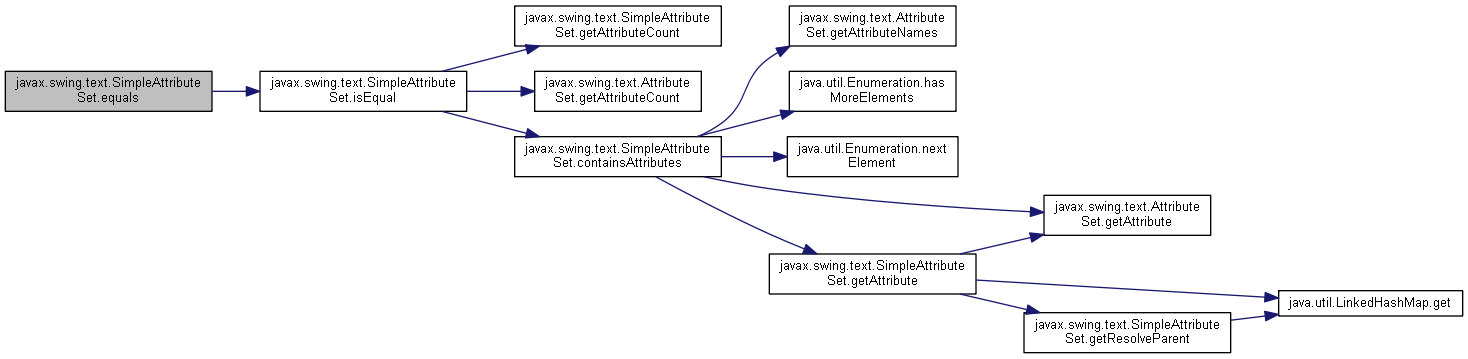 javax.swing.text.SimpleAttribute
Set.equals
javax.swing.text.SimpleAttribute
Set.isEqual
javax.swing.text.SimpleAttribute
Set.getAttributeCount
javax.swing.text.Attribute
Set.getAttributeCount
javax.swing.text.SimpleAttribute
Set.containsAttributes
javax.swing.text.Attribute
Set.getAttributeNames
java.util.Enumeration.has
MoreElements
java.util.Enumeration.next
Element
javax.swing.text.Attribute
Set.getAttribute
javax.swing.text.SimpleAttribute
Set.getAttribute
java.util.LinkedHashMap.get
javax.swing.text.SimpleAttribute
Set.getResolveParent